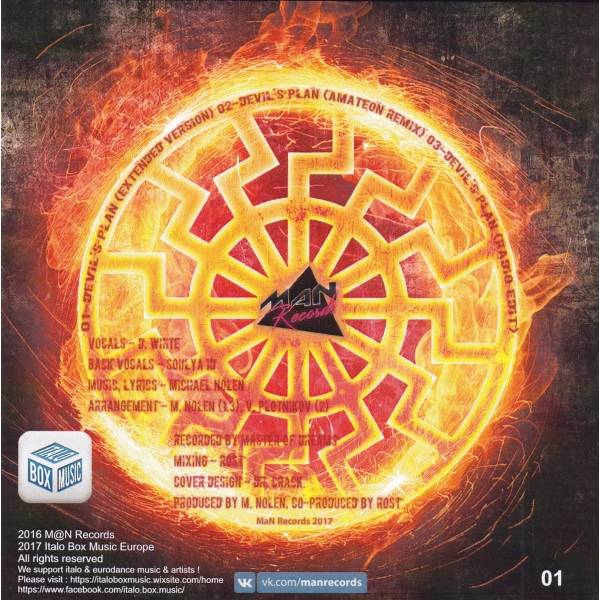 01-DEVIL'S PLAN (EXTENDED VERSION) 02-DEVIL'S PLAN (AMATEON REMIX) 03-DEVIL'S PLAN (RADIO EDIT)
MAN
Records
VOCALS - D. WHITE
BACK VOCALS - SOULYA ID
MUSIC, LYRICS - MICHAEL NOLEN
ARRANGEMENT - M. NOLEN (1,3), V. PLOTNIKOV (2)
RECORDED BY MASTER OF DREAMS
MIXING - ROST
COVER DESIGN - DR. CRASK
PRODUCED BY M. NOLEN, CO-PRODUCED BY ROST
MaN Records 2017
ITALO
BOX MUSIC
2016 M@N Records
2017 Italo Box Music Europe
All rights reserved
We support italo & eurodance music & artists !
Please visit : https://italoboxmusic.wixsite.com/home
https://www.facebook.com/italo.box.music/
vk.com/manrecords
01